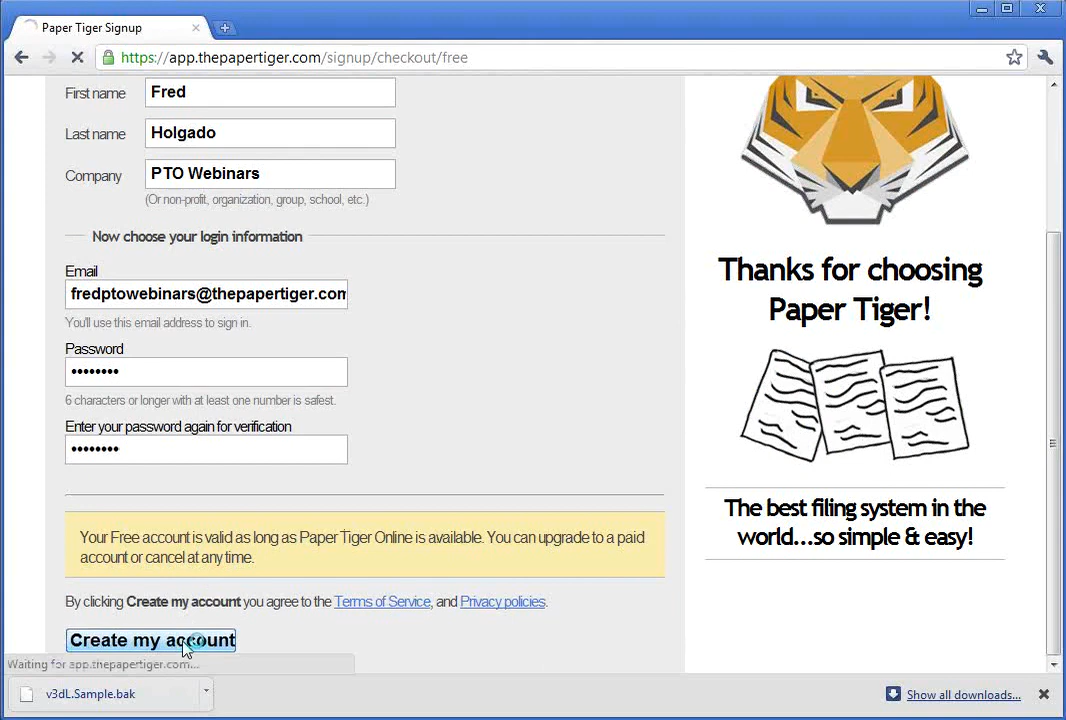 Paper Tiger Signup
https://app.thepapertiger.com/signup/checkout/free
First name Fred
Last name Holgado
Company PTO Webinars
(Or non-profit, organization, group, school, etc.)
Now choose your login information
Email
fredptowebinars@thepapertiger.com
You'll use this email address to sign in.
Password
••••••••
6 characters or longer with at least one number is safest.
Enter your password again for verification
••••••••
Your Free account is valid as long as Paper Tiger Online is available. You can upgrade to a paid
account or cancel at any time.
By clicking Create my account you agree to the Terms of Service, and Privacy policies.
Create my account
Thanks for choosing
Paper Tiger!
The best filing system in the
world...so simple & easy!
Waiting for app.thepapertiger.com...
v3dL.Sample.bak
Show all downloads...